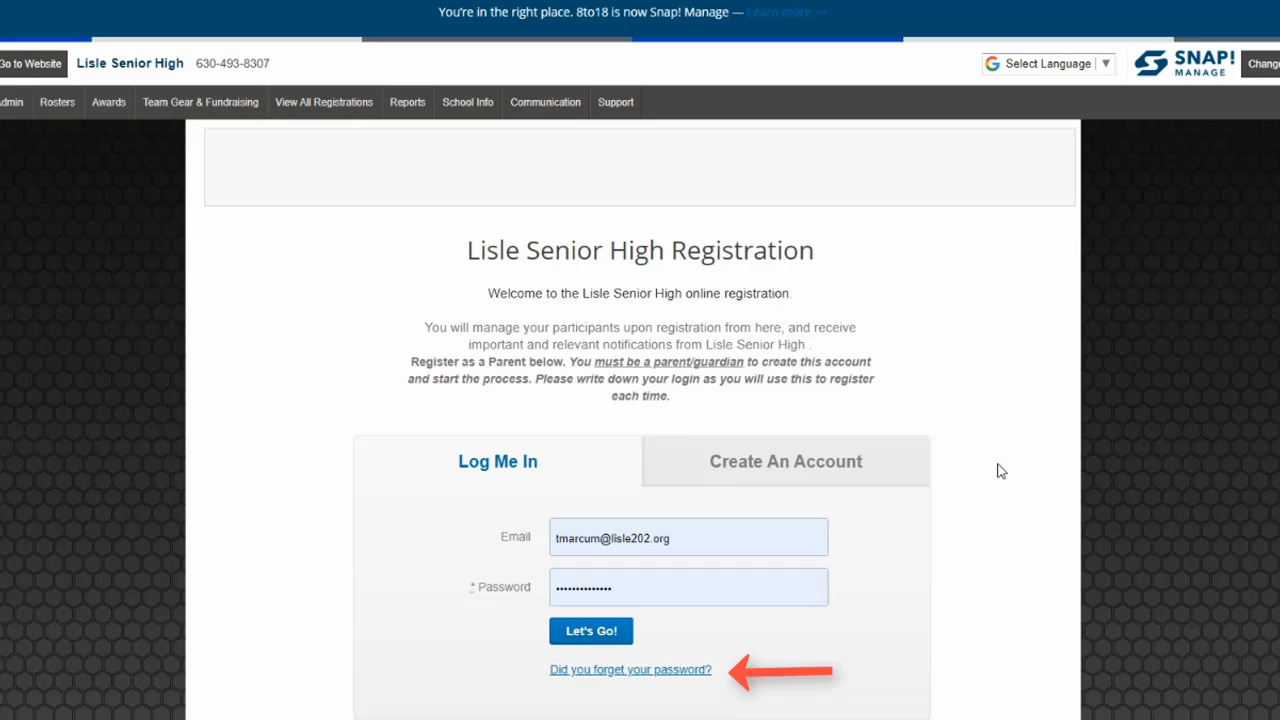 You're in the right place. 8to18 is now Snap! Manage — Learn more
Go to Website
Lisle Senior High 630-493-8307
Select Language ▼
SNAP!
MANAGE
Change
dmin Rosters Awards Team Gear & Fundraising View All Registrations Reports School Info Communication Support
Lisle Senior High Registration
Welcome to the Lisle Senior High online registration.
You will manage your participants upon registration from here, and receive
important and relevant notifications from Lisle Senior High .
Register as a Parent below. You must be a parent/guardian to create this account
and start the process. Please write down your login as you will use this to register
each time.
Log Me In Create An Account
Email tmarcum@lisle202.org
* Password ••••••••••••••
Let's Go!
Did you forget your password?